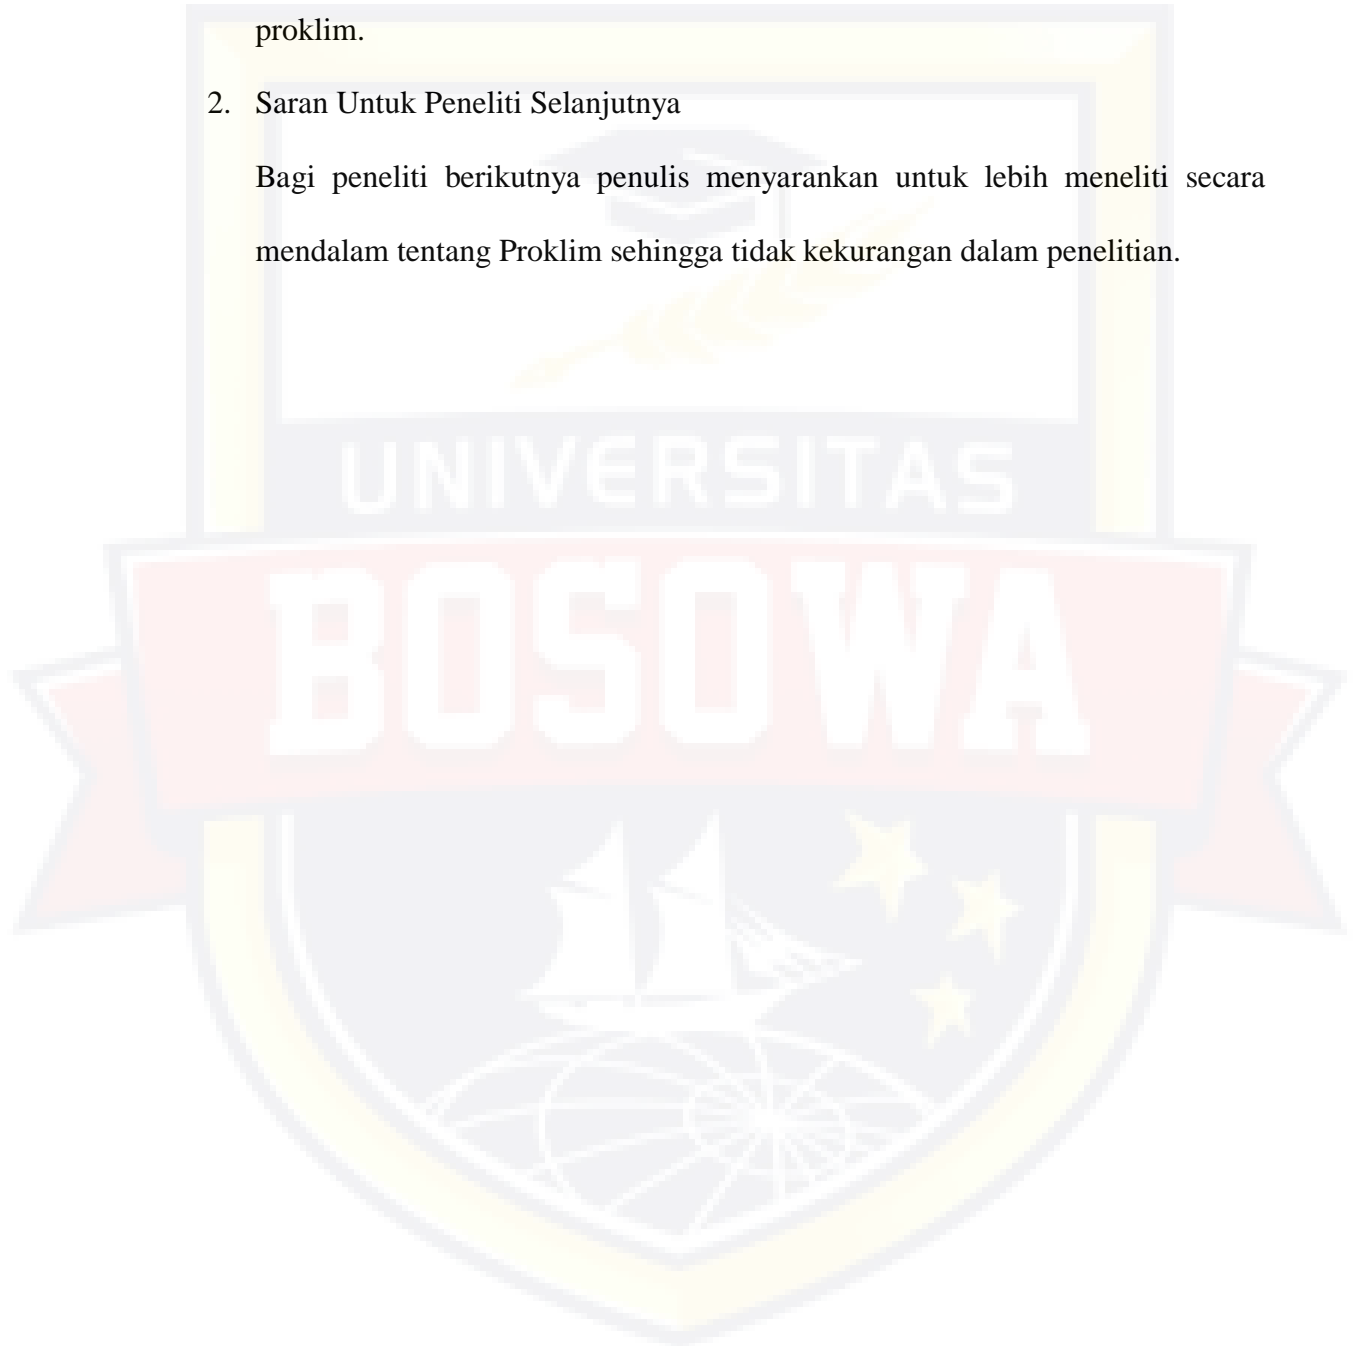 proklim.
2. Saran Untuk Peneliti Selanjutnya
Bagi peneliti berikutnya penulis menyarankan untuk lebih meneliti secara
mendalam tentang Proklim sehingga tidak kekurangan dalam penelitian.
UNIVERSITAS
BOSOWA